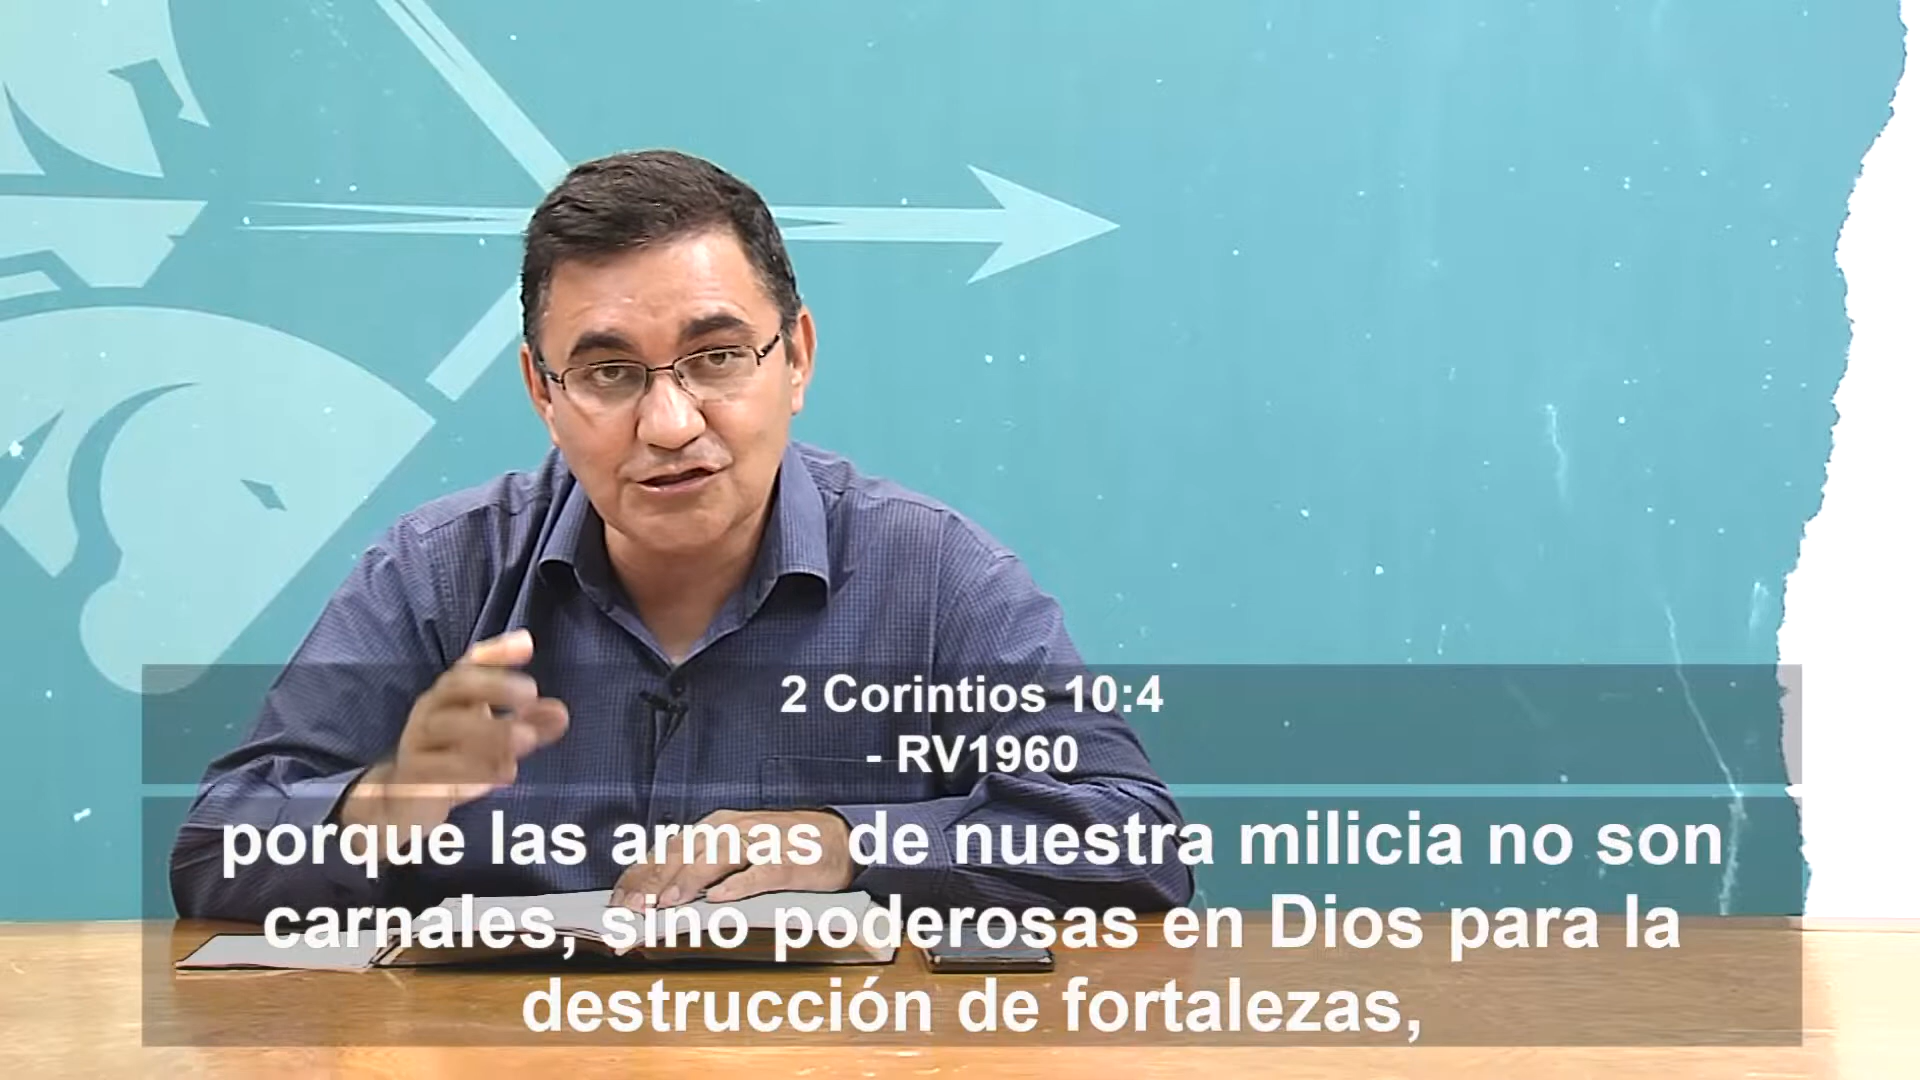 2 Corintios 10:4
- RV1960
porque las armas de nuestra milicia no son
carnales, sino poderosas en Dios para la
destrucción de fortalezas,